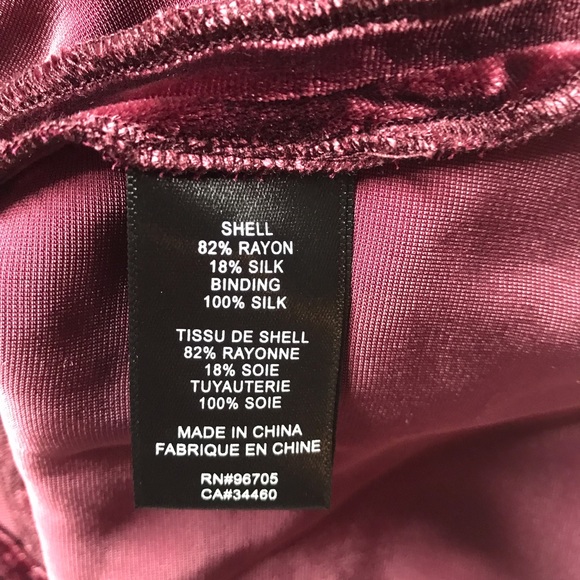 SHELL
82% RAYON
18% SILK
BINDING
100% SILK
TISSU DE SHELL
82% RAYONNE
18% SOIE
TUYAUTERIE
100% SOIE
MADE IN CHINA
FABRIQUE EN CHINE
RN#96705
CA#34460